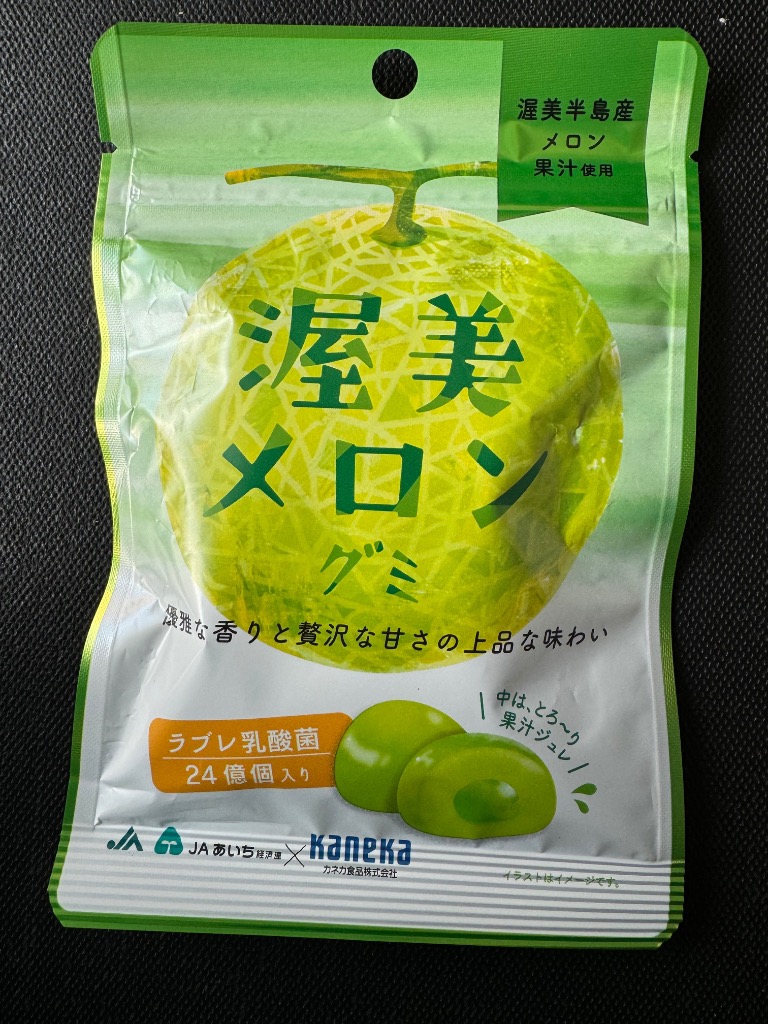 渥美半島産
メロン
果汁使用
渥美
メロン
グミ
優雅な香りと贅沢な甘さの上品な味わい
中は、とろ〜り
果汁ジュレ
ラブレ乳酸菌
24億個入り
JA JAあいち経済連×Kaneka
カネカ食品株式会社
イラストはイメージです。